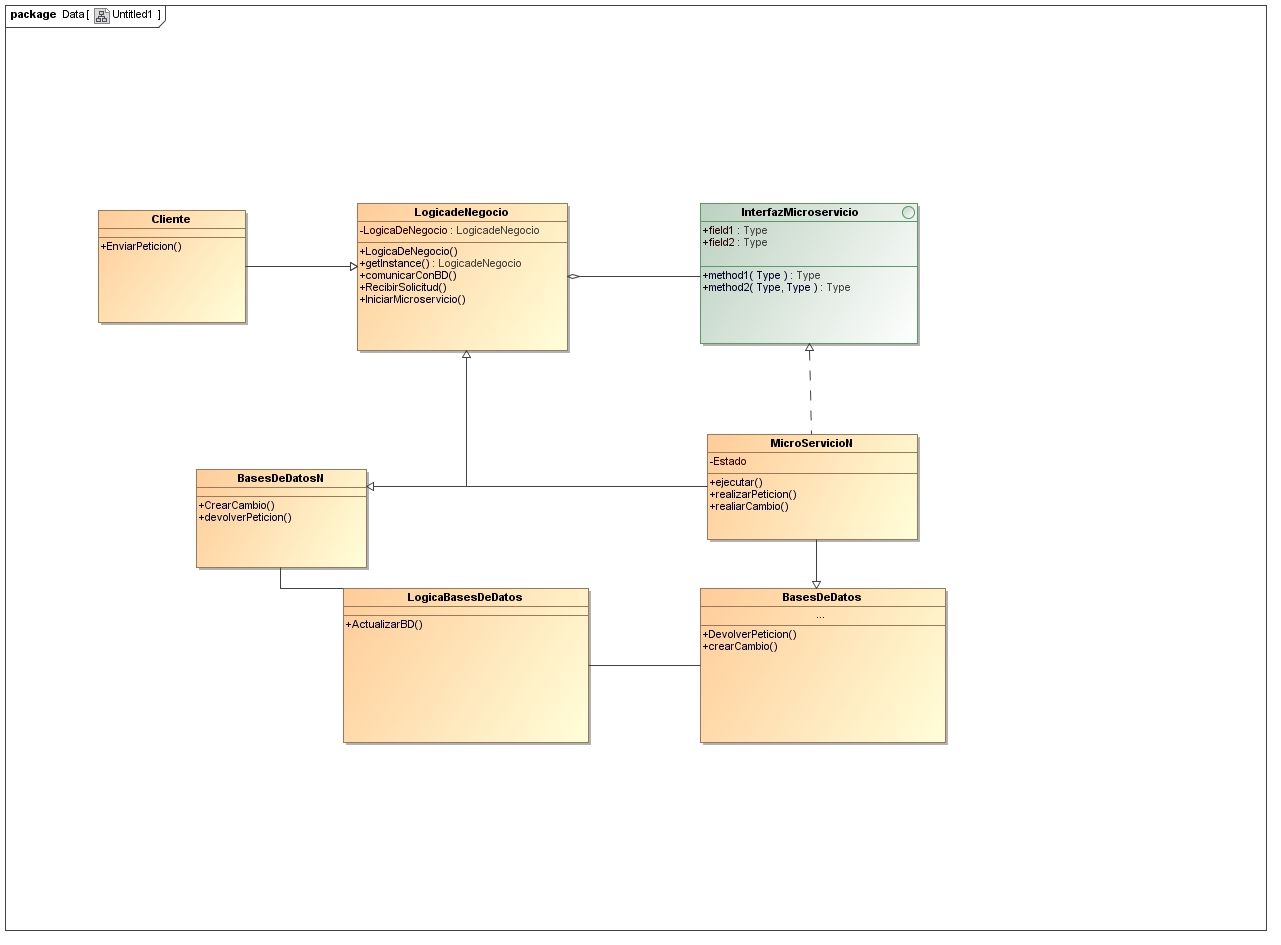 package Data [ Untitled1 ]
Cliente
+EnviarPeticion()
LogicadeNegocio
-LogicaDeNegocio : LogicadeNegocio
+LogicaDeNegocio()
+getInstance() : LogicadeNegocio
+comunicarConBD()
+RecibirSolicitud()
+IniciarMicroservicio()
InterfazMicroservicio
+field1 : Type
+field2 : Type
+method1( Type ) : Type
+method2( Type, Type ) : Type
BasesDeDatosN
+CrearCambio()
+devolverPeticion()
MicroServicioN
-Estado
+ejecutar()
+realizarPeticion()
+realiarCambio()
LogicaBasesDeDatos
+ActualizarBD()
BasesDeDatos
...
+DevolverPeticion()
+crearCambio()